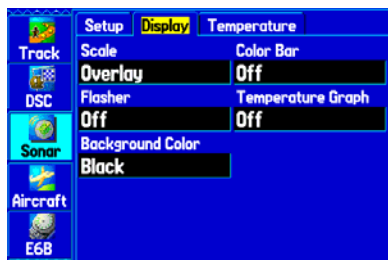 Setup Display Temperature
Track
DSC
Sonar
Aircraft
E6B
Scale
Overlay
Color Bar
Off
Flasher
Off
Temperature Graph
Off
Background Color
Black